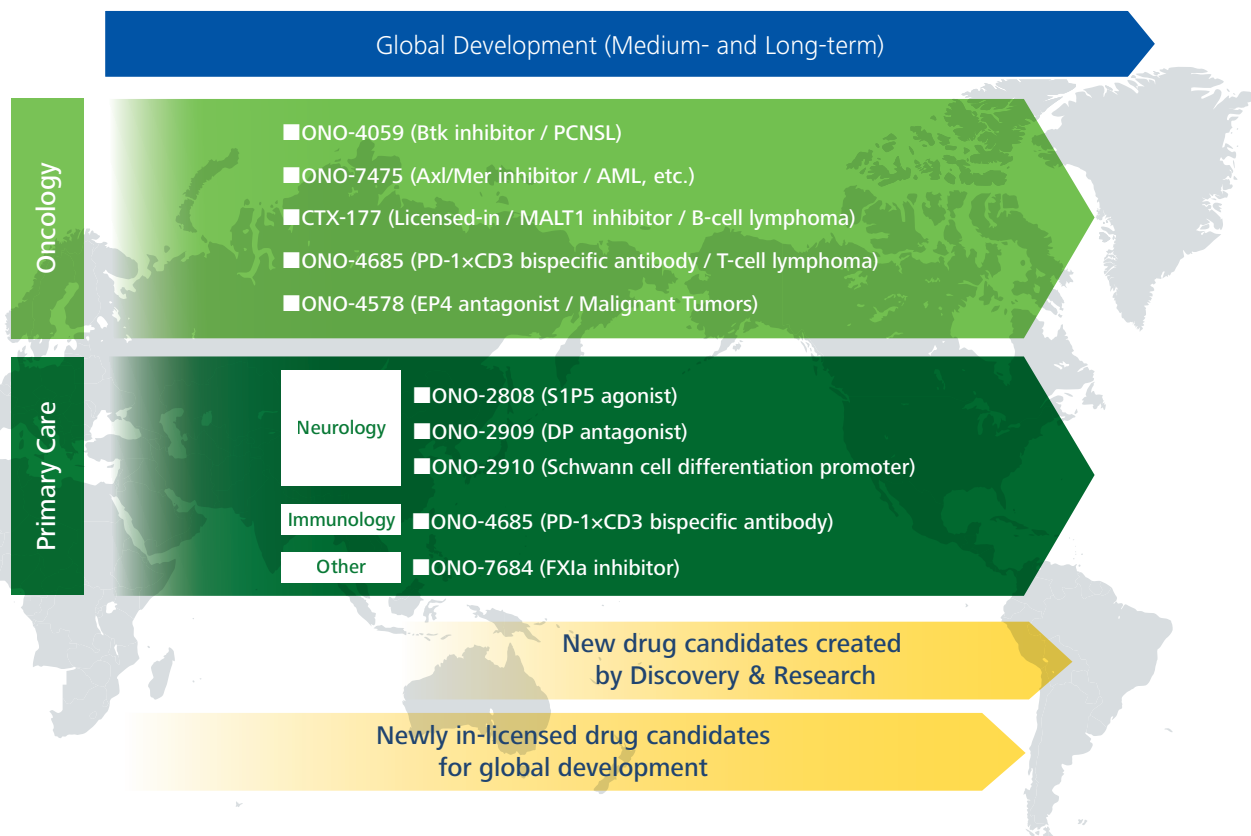 Global Development (Medium- and Long-term)
Oncology
■ONO-4059 (Btk inhibitor / PCNSL)
■ONO-7475 (Axl/Mer inhibitor / AML, etc.)
■CTX-177 (Licensed-in / MALT1 inhibitor / B-cell lymphoma)
■ONO-4685 (PD-1×CD3 bispecific antibody / T-cell lymphoma)
■ONO-4578 (EP4 antagonist / Malignant Tumors)
Primary Care
Neurology
■ONO-2808 (S1P5 agonist)
■ONO-2909 (DP antagonist)
■ONO-2910 (Schwann cell differentiation promoter)
Immunology
■ONO-4685 (PD-1×CD3 bispecific antibody)
Other
■ONO-7684 (FXIa inhibitor)
New drug candidates created
by Discovery & Research
Newly in-licensed drug candidates
for global development